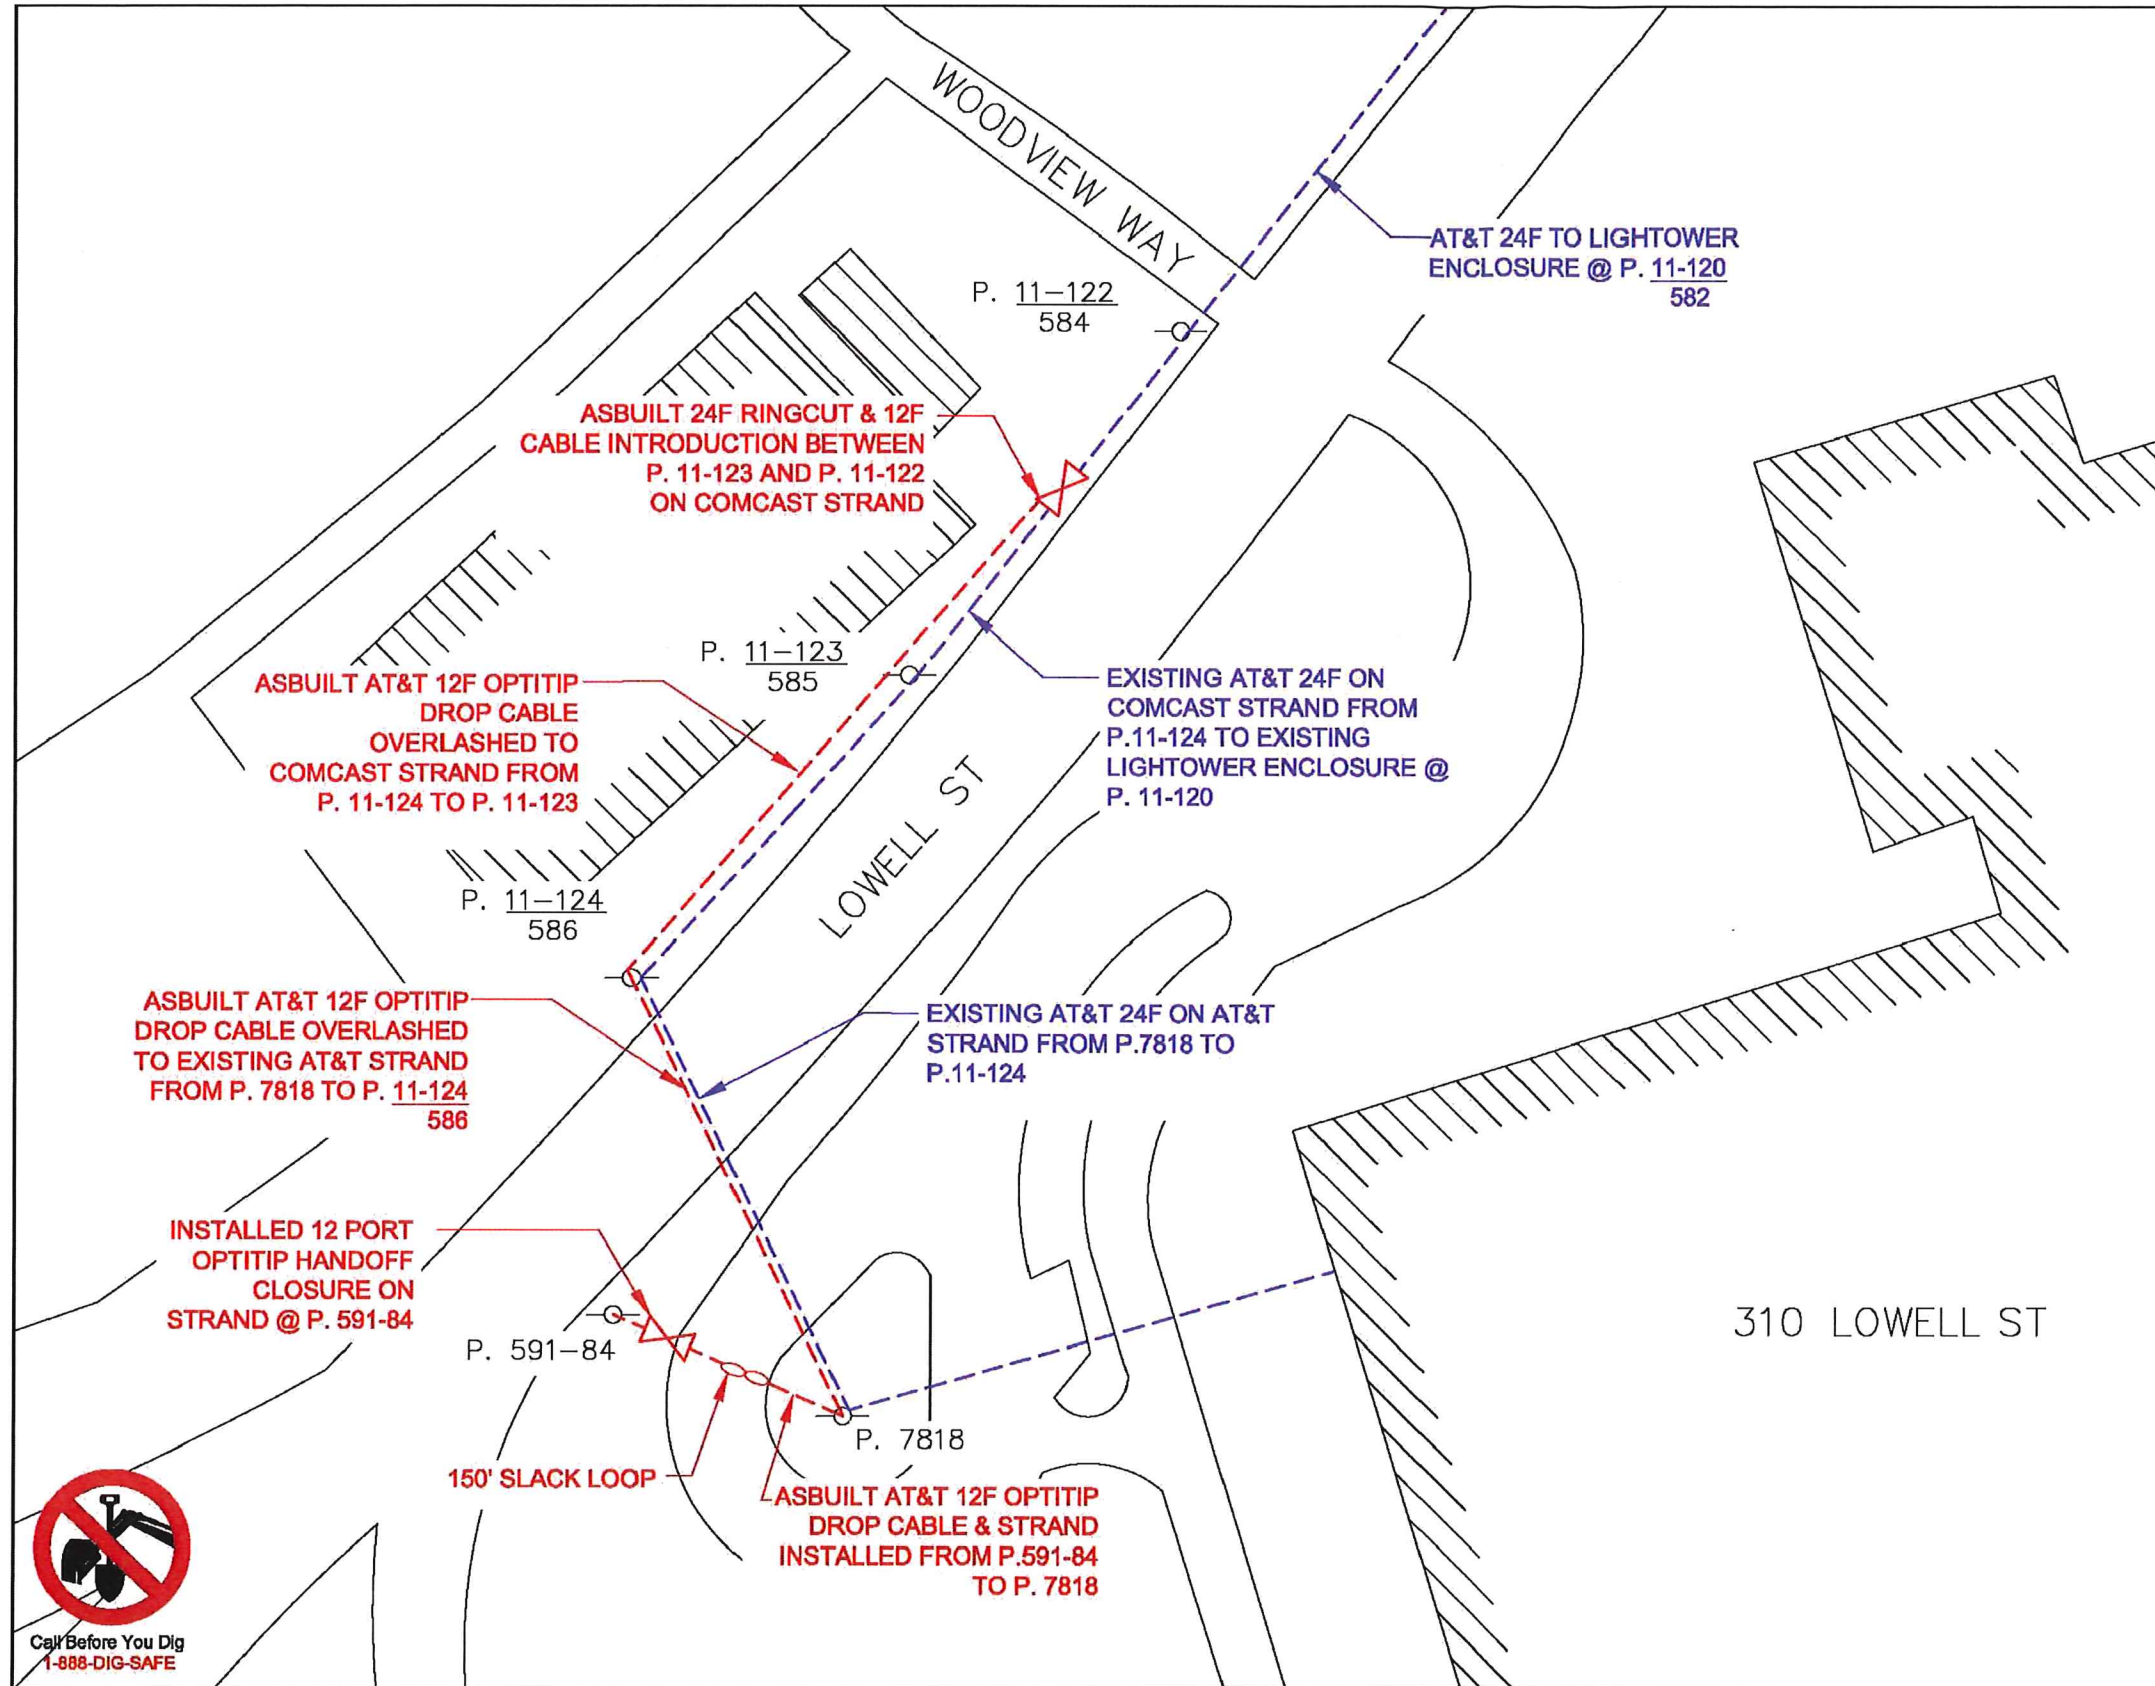 WOODVIEW WAY
AT&T 24F TO LIGHTOWER
ENCLOSURE @ P. 11-120
582
P. 11-122
584
ASBUILT 24F RINGCUT & 12F
CABLE INTRODUCTION BETWEEN
P. 11-123 AND P. 11-122
ON COMCAST STRAND
P. 11-123
585
ASBUILT AT&T 12F OPTITIP
DROP CABLE
OVERLASHED TO
COMCAST STRAND FROM
P. 11-124 TO P. 11-123
EXISTING AT&T 24F ON
COMCAST STRAND FROM
P.11-124 TO EXISTING
LIGHTOWER ENCLOSURE @
P. 11-120
LOWELL ST
P. 11-124
586
ASBUILT AT&T 12F OPTITIP
DROP CABLE OVERLASHED
TO EXISTING AT&T STRAND
FROM P. 7818 TO P. 11-124
586
EXISTING AT&T 24F ON AT&T
STRAND FROM P.7818 TO
P.11-124
INSTALLED 12 PORT
OPTITIP HANDOFF
CLOSURE ON
STRAND @ P. 591-84
P. 591-84
310 LOWELL ST
P. 7818
150' SLACK LOOP
ASBUILT AT&T 12F OPTITIP
DROP CABLE & STRAND
INSTALLED FROM P.591-84
TO P. 7818
Call Before You Dig
1-888-DIG-SAFE